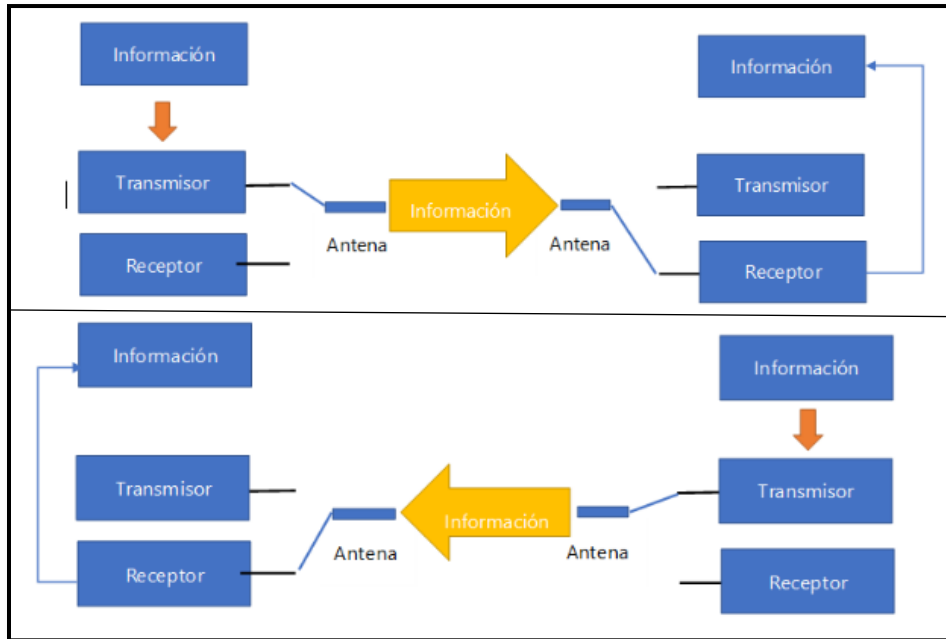 Información
Información
Transmisor
Transmisor
Información
Antena
Antena
Receptor
Receptor
Información
Información
Transmisor
Transmisor
Información
Antena
Antena
Receptor
Receptor